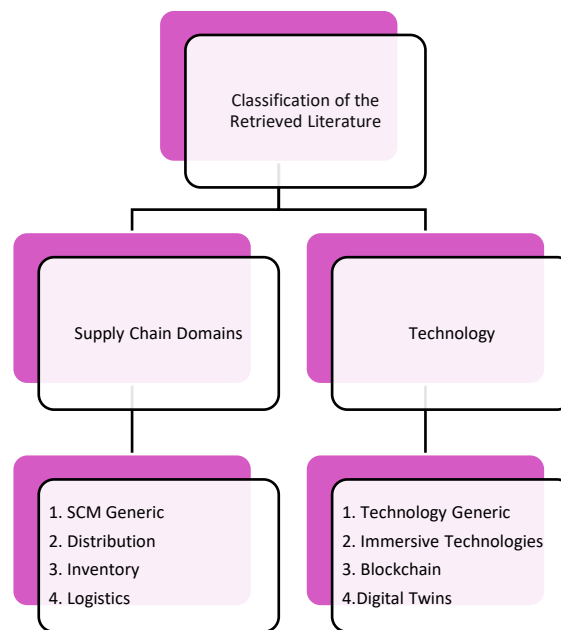 Classification of the
Retrieved Literature
Supply Chain Domains
Technology
1. SCM Generic
2. Distribution
3. Inventory
4. Logistics
1. Technology Generic
2. Immersive Technologies
3. Blockchain
4.Digital Twins